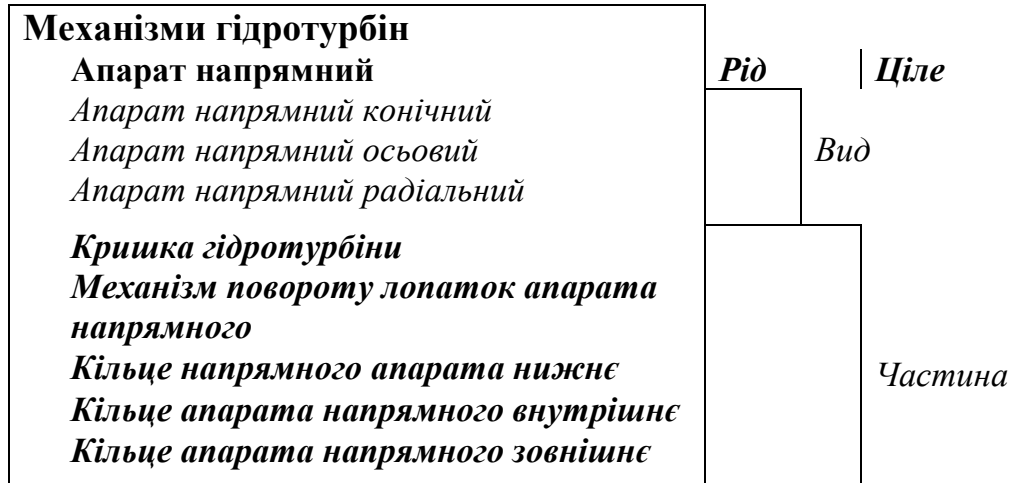 Механізми гідротурбін
Апарат напрямний Рід Ціле
Апарат напрямний конічний
Апарат напрямний осьовий Вид
Апарат напрямний радіальний
Кришка гідротурбіни
Механізм повороту лопаток апарата
напрямного
Кільце напрямного апарата нижнє Частина
Кільце апарата напрямного внутрішнє
Кільце апарата напрямного зовнішнє